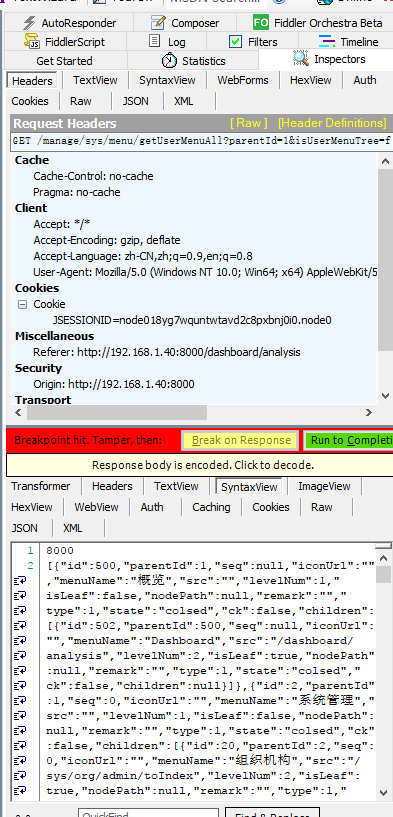 AutoResponder Composer FO Fiddler Orchestra Beta
FiddlerScript Log Filters Timeline
Get Started Statistics Inspectors
Headers TextView SyntaxView WebForms HexView Auth
Cookies Raw JSON XML
Request Headers [ Raw ] [Header Definitions]
GET /manage/sys/menu/getUserMenuAll?parentId=1&isUserMenuTree=f
Cache
Cache-Control: no-cache
Pragma: no-cache
Client
Accept: */*
Accept-Encoding: gzip, deflate
Accept-Language: zh-CN,zh;q=0.9,en;q=0.8
User-Agent: Mozilla/5.0 (Windows NT 10.0; Win64; x64) AppleWebKit/5
Cookies
Cookie
JSESSIONID=node018yg7wquntwtavd2c8pxbnj0i0.node0
Miscellaneous
Referer: http://192.168.1.40:8000/dashboard/analysis
Security
Origin: http://192.168.1.40:8000
Transport
Breakpoint hit. Tamper, then: Break on Response Run to Completi
Response body is encoded. Click to decode.
Transformer Headers TextView SyntaxView ImageView
HexView WebView Auth Caching Cookies Raw
JSON XML
1 8000
2 [{"id":500,"parentId":1,"seq":null,"iconUrl":""
,"menuName":"概览","src":"","levelNum":1,"
isLeaf":false,"nodePath":null,"remark":"","
type":1,"state":"colsed","ck":false,"children":
[{"id":502,"parentId":500,"seq":null,"iconUrl":
"","menuName":"Dashboard","src":"/dashboard/
analysis","levelNum":2,"isLeaf":true,"nodePath"
:null,"remark":"","type":1,"state":"colsed","
ck":false,"children":null}]},{"id":2,"parentId"
:1,"seq":0,"iconUrl":"","menuName":"系统管理","
src":"","levelNum":1,"isLeaf":false,"nodePath":
null,"remark":"","type":1,"state":"colsed","ck"
:false,"children":[{"id":20,"parentId":2,"seq":
0,"iconUrl":"","menuName":"组织机构","src":"/
sys/org/admin/toIndex","levelNum":2,"isLeaf":
true,"nodePath":null,"remark":"","type":1,"